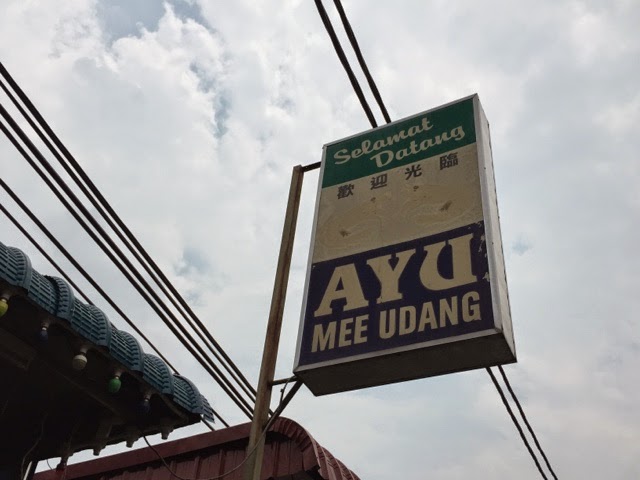 Selamat
Datang
歡迎光臨
AYU
MEE UDANG